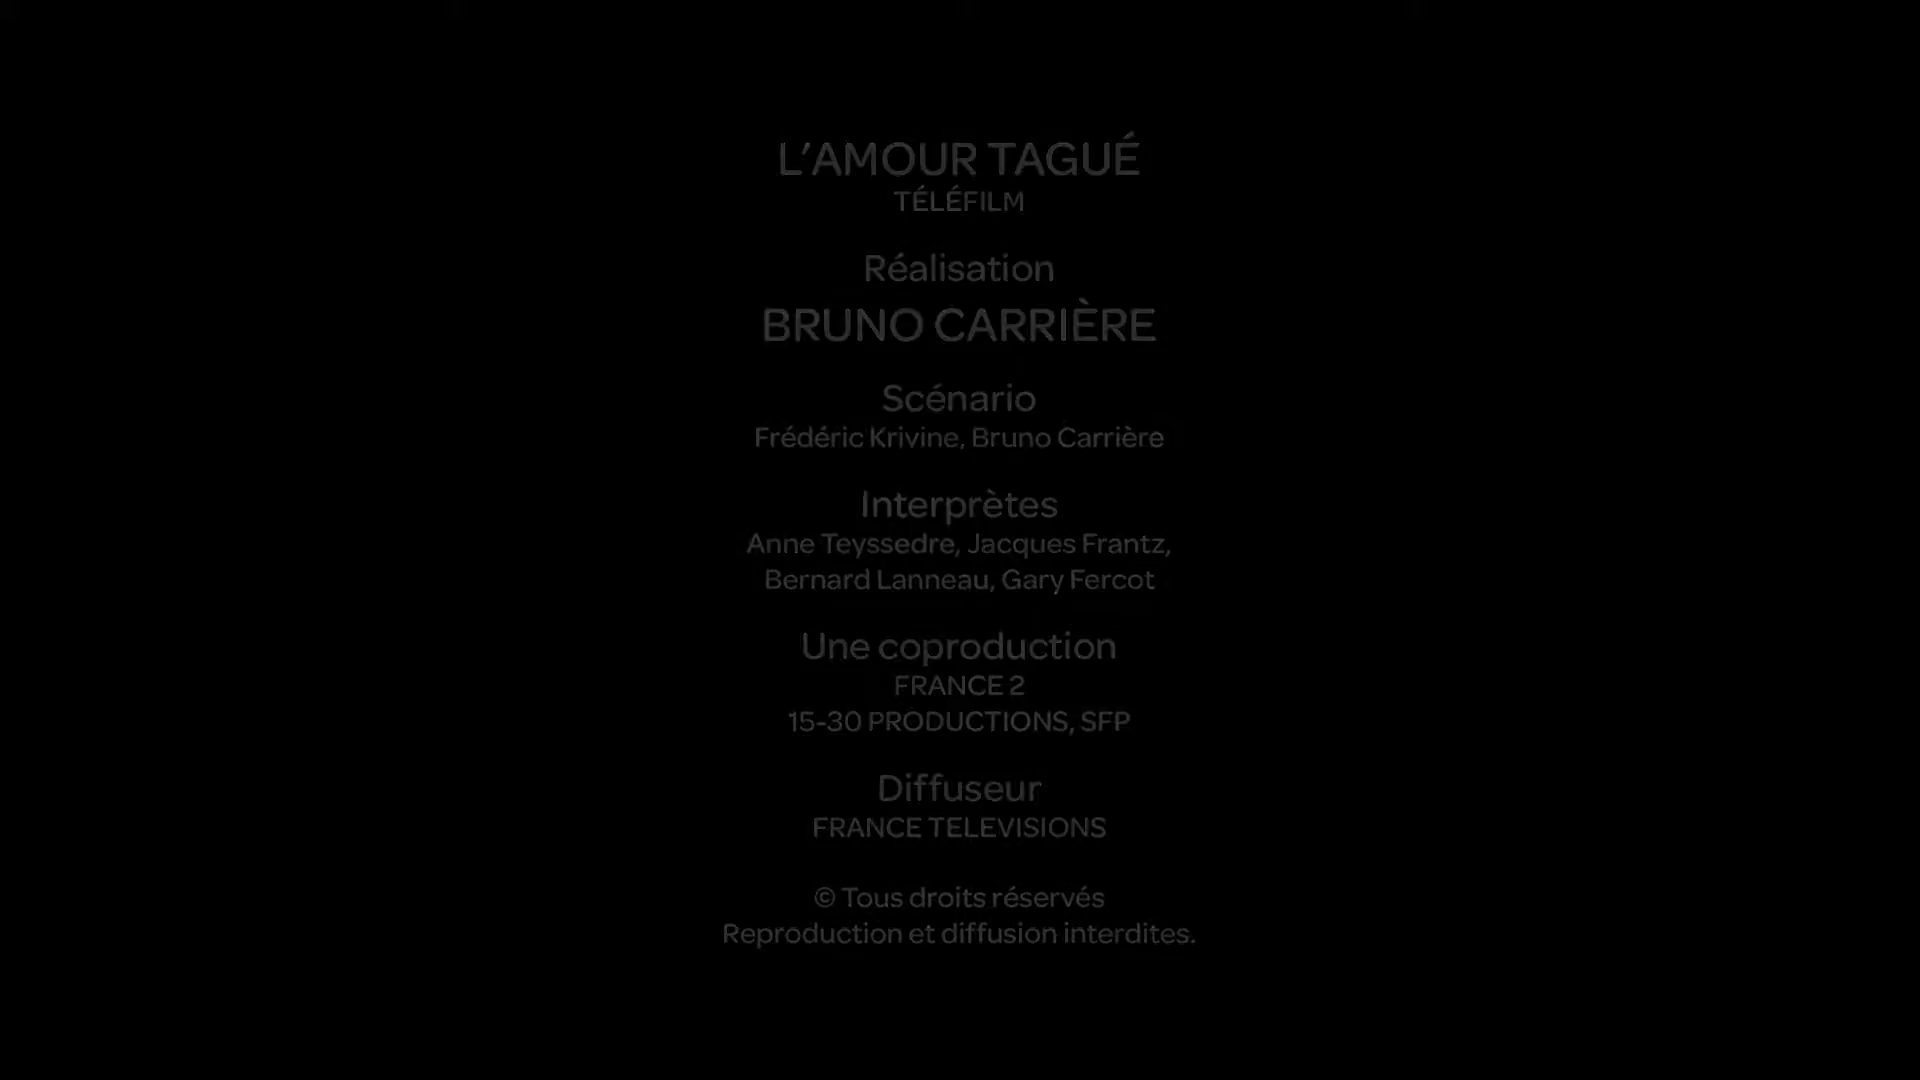 L’AMOUR TAGUÉ
TÉLÉFILM
Réalisation
BRUNO CARRIÈRE
Scénario
Frédéric Krivine, Bruno Carrière
Interprètes
Anne Teyssedre, Jacques Frantz,
Bernard Lanneau, Gary Fercot
Une coproduction
FRANCE 2
15-30 PRODUCTIONS, SFP
Diffuseur
FRANCE TELEVISIONS
© Tous droits réservés
Reproduction et diffusion interdites.